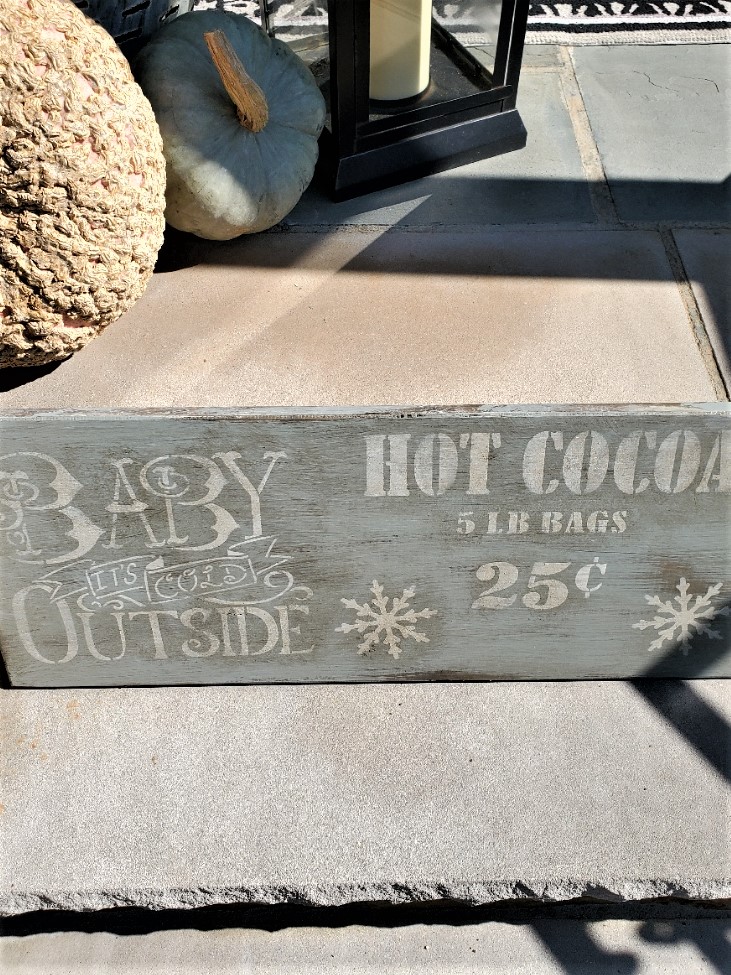 BABY
IT'S COLD
OUTSIDE
HOT COCOA
5 LB BAGS
25¢